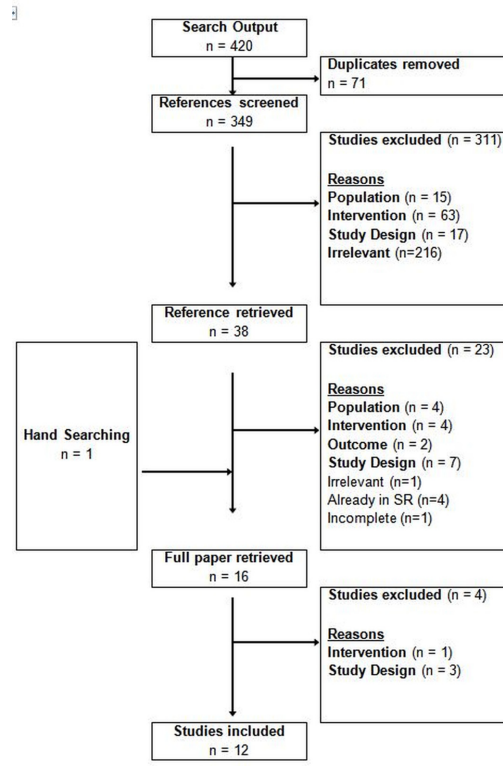 Search Output
n = 420
Duplicates removed
n = 71
References screened
n = 349
Studies excluded (n = 311)
Reasons
Population (n = 15)
Intervention (n = 63)
Study Design (n = 17)
Irrelevant (n=216)
Reference retrieved
n = 38
Studies excluded (n = 23)
Reasons
Population (n = 4)
Intervention (n = 4)
Outcome (n = 2)
Study Design (n = 7)
Irrelevant (n=1)
Already in SR (n=4)
Incomplete (n=1)
Hand Searching
n = 1
Full paper retrieved
n = 16
Studies excluded (n = 4)
Reasons
Intervention (n = 1)
Study Design (n = 3)
Studies included
n = 12